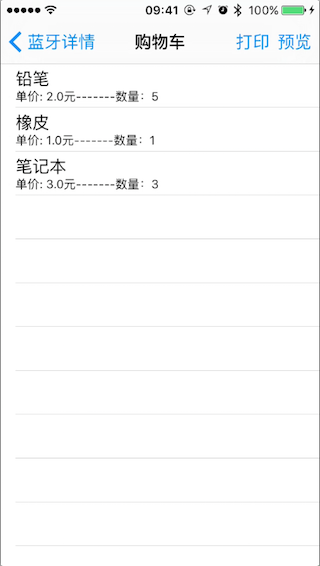 09:41 100%
蓝牙详情 购物车 打印 预览
铅笔
单价: 2.0元-------数量：5
橡皮
单价: 1.0元-------数量：1
笔记本
单价: 3.0元-------数量：3